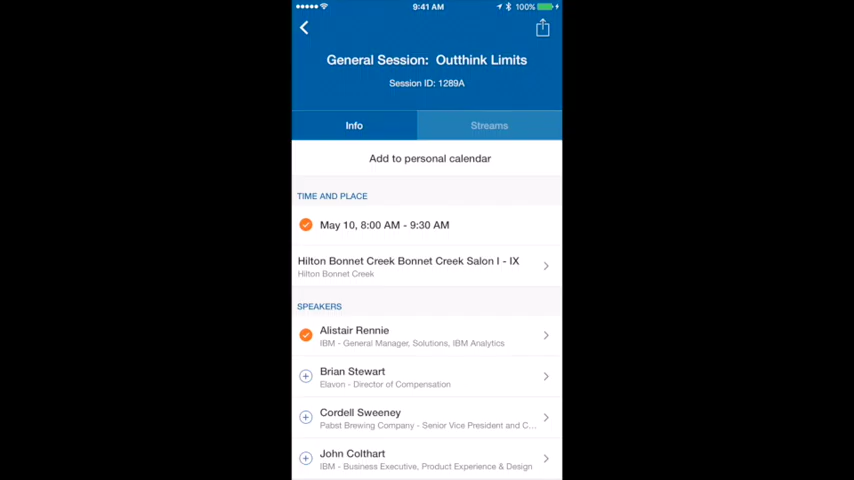 9:41 AM
100%
General Session: Outthink Limits
Session ID: 1289A
Info
Streams
Add to personal calendar
TIME AND PLACE
May 10, 8:00 AM - 9:30 AM
Hilton Bonnet Creek Bonnet Creek Salon I - IX
Hilton Bonnet Creek
SPEAKERS
Alistair Rennie
IBM - General Manager, Solutions, IBM Analytics
Brian Stewart
Elavon - Director of Compensation
Cordell Sweeney
Pabst Brewing Company - Senior Vice President and C...
John Colthart
IBM - Business Executive, Product Experience & Design